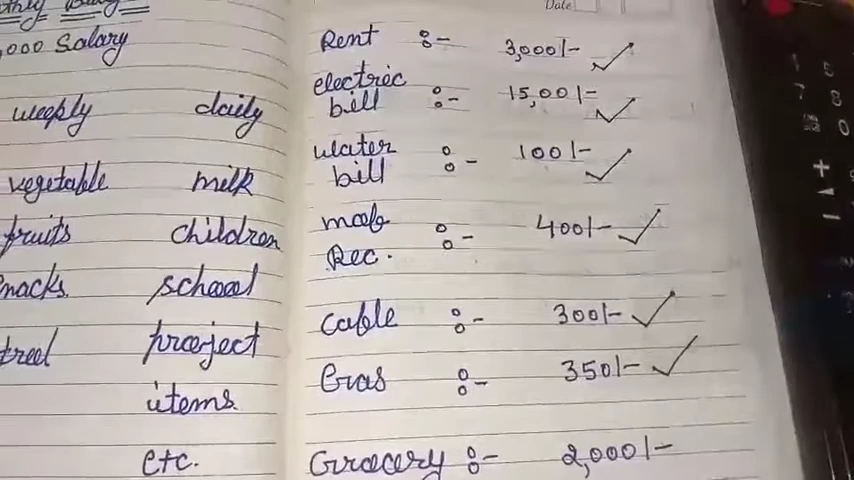 ,000 Salary
weekly daily
vegetable milk
fruits children
nacks school
project
items
etc.
Date
Rent :- 3,000/-
electric
bill :- 15,00/-
water
bill :- 100/-
mob
Rec. :- 400/-
Cable :- 300/-
Gas :- 350/-
Grocery :- 2,000/-